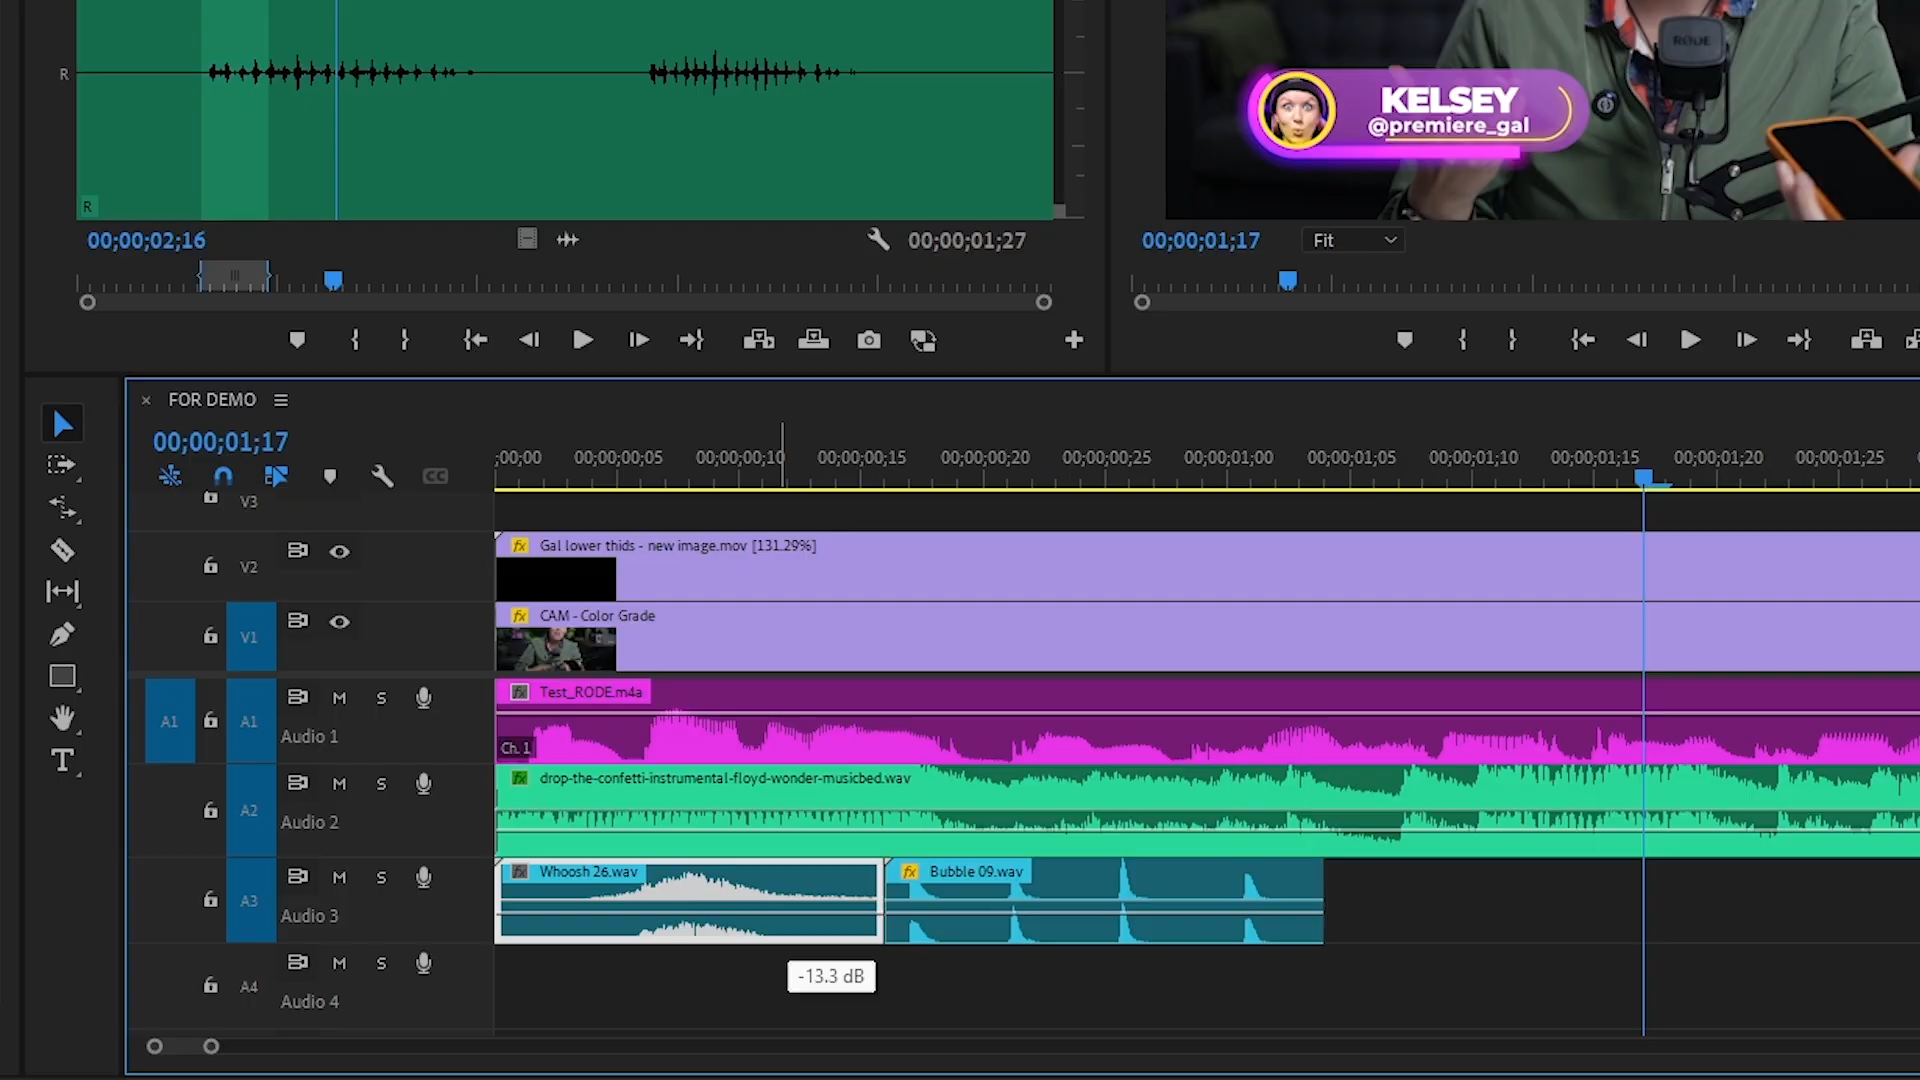 R
R
RØDE
KELSEY
@premiere_gal
00;00;02;16
00;00;01;27
00;00;01;17
Fit
× FOR DEMO
00;00;01;17
;00;00
00;00;00;05
00;00;00;10
00;00;00;15
00;00;00;20
00;00;00;25
00;00;01;00
00;00;01;05
00;00;01;10
00;00;01;15
00;00;01;20
00;00;01;25
CC
V3
V2
fx Gal lower thids - new image.mov [131.29%]
V1
fx CAM - Color Grade
A1 A1 M S
Audio 1
fx Test_RODE.m4a
Ch. 1
A2 M S
Audio 2
fx drop-the-confetti-instrumental-floyd-wonder-musicbed.wav
A3 M S
Audio 3
fx Whoosh 26.wav
fx Bubble 09.wav
A4 M S
Audio 4
-13.3 dB
T